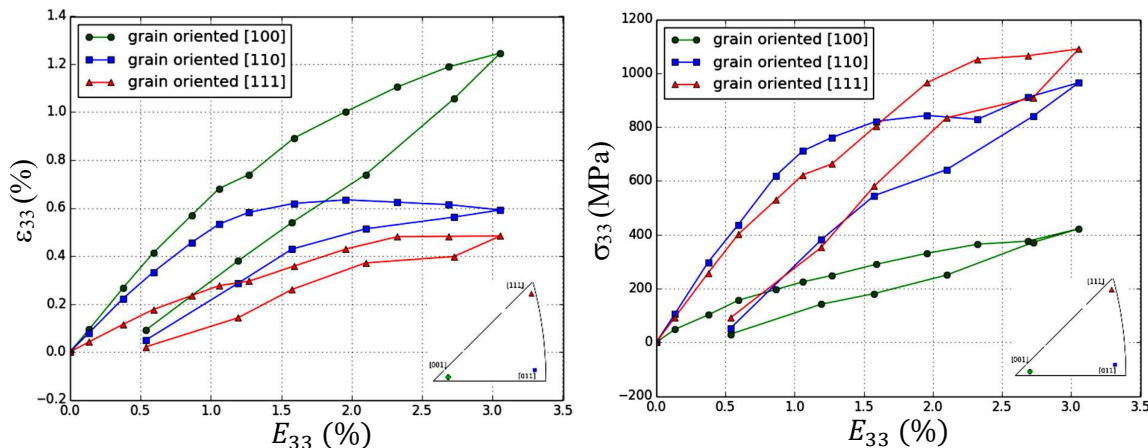 1.4
1.2
1.0
0.8
0.6
0.4
0.2
0.0
−0.2
ε33 (%)
grain oriented [100]
grain oriented [110]
grain oriented [111]
[111]
[001]
[011]
0.0 0.5 1.0 1.5 2.0 2.5 3.0 3.5
E33 (%)
1200
1000
800
600
400
200
0
−200
σ33 (MPa)
grain oriented [100]
grain oriented [110]
grain oriented [111]
[111]
[001]
[011]
0.0 0.5 1.0 1.5 2.0 2.5 3.0 3.5
E33 (%)